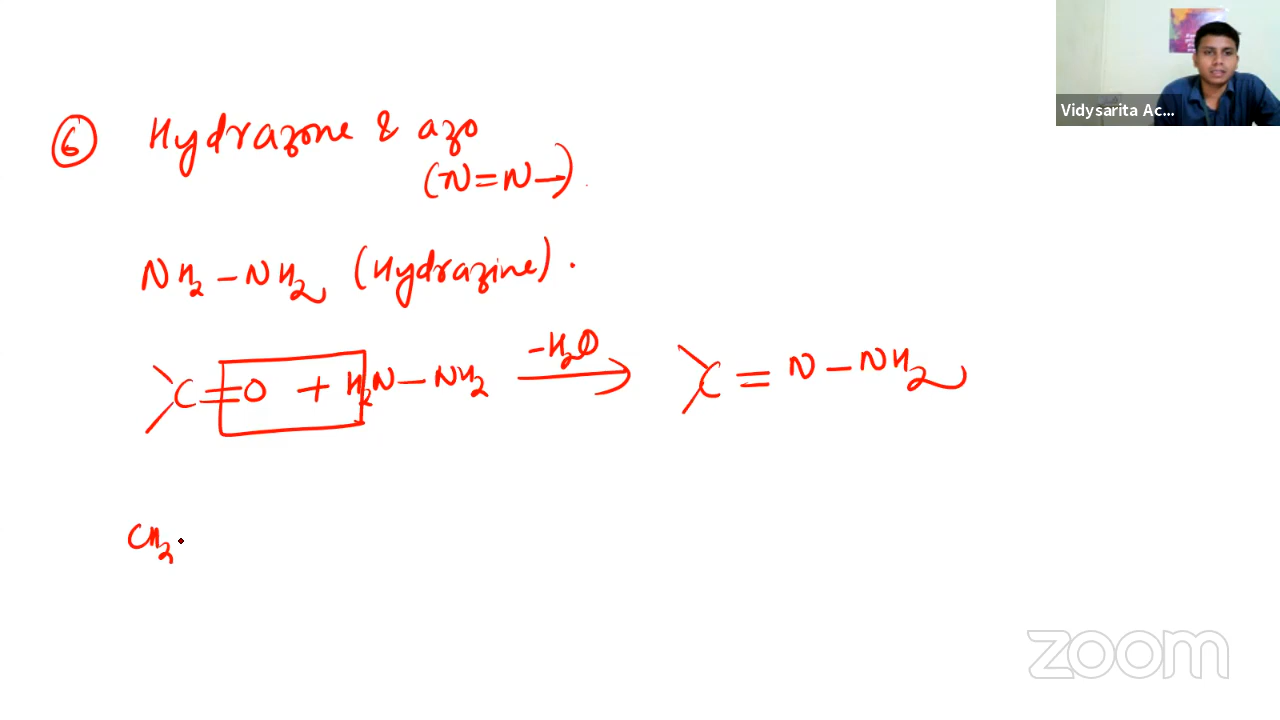 Vidysarita Ac...
6 Hydrazone & azo
(N=N-)
NH2-NH2 (Hydrazine).
C=O + H2N-NH2 -H2O C=N-NH2
CH2
zoom